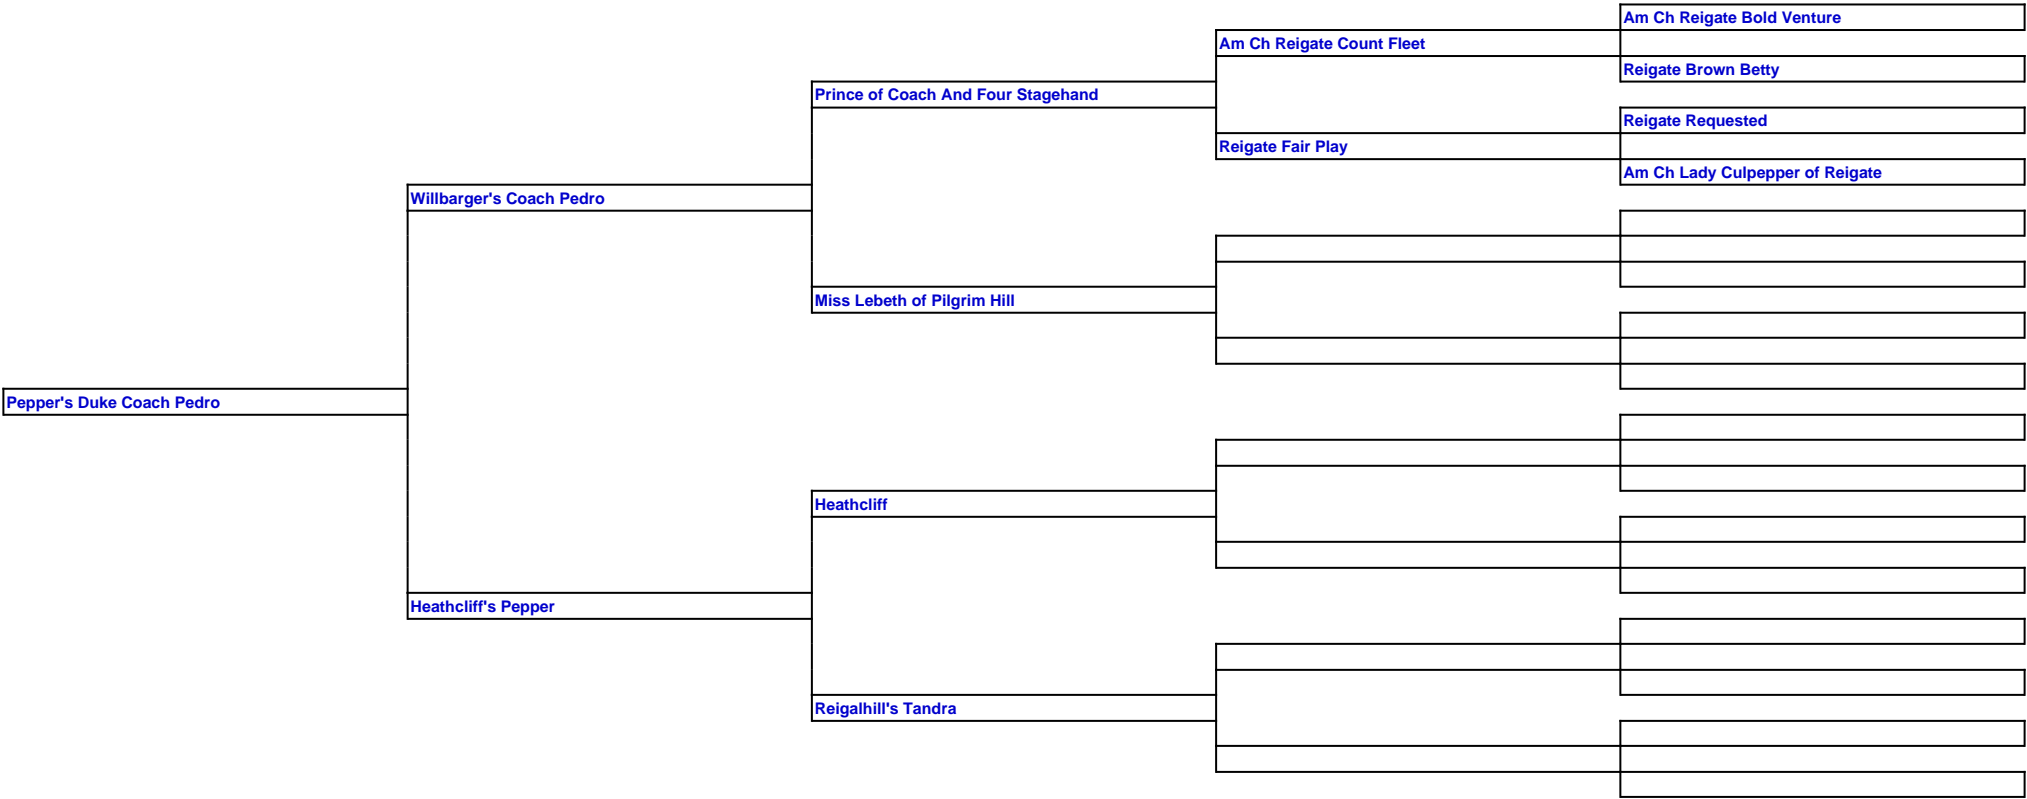 Am Ch Reigate Bold Venture
Am Ch Reigate Count Fleet
Reigate Brown Betty
Prince of Coach And Four Stagehand
Reigate Requested
Reigate Fair Play
Am Ch Lady Culpepper of Reigate
Willbarger's Coach Pedro
Miss Lebeth of Pilgrim Hill
Pepper's Duke Coach Pedro
Heathcliff
Heathcliff's Pepper
Reigalhill's Tandra